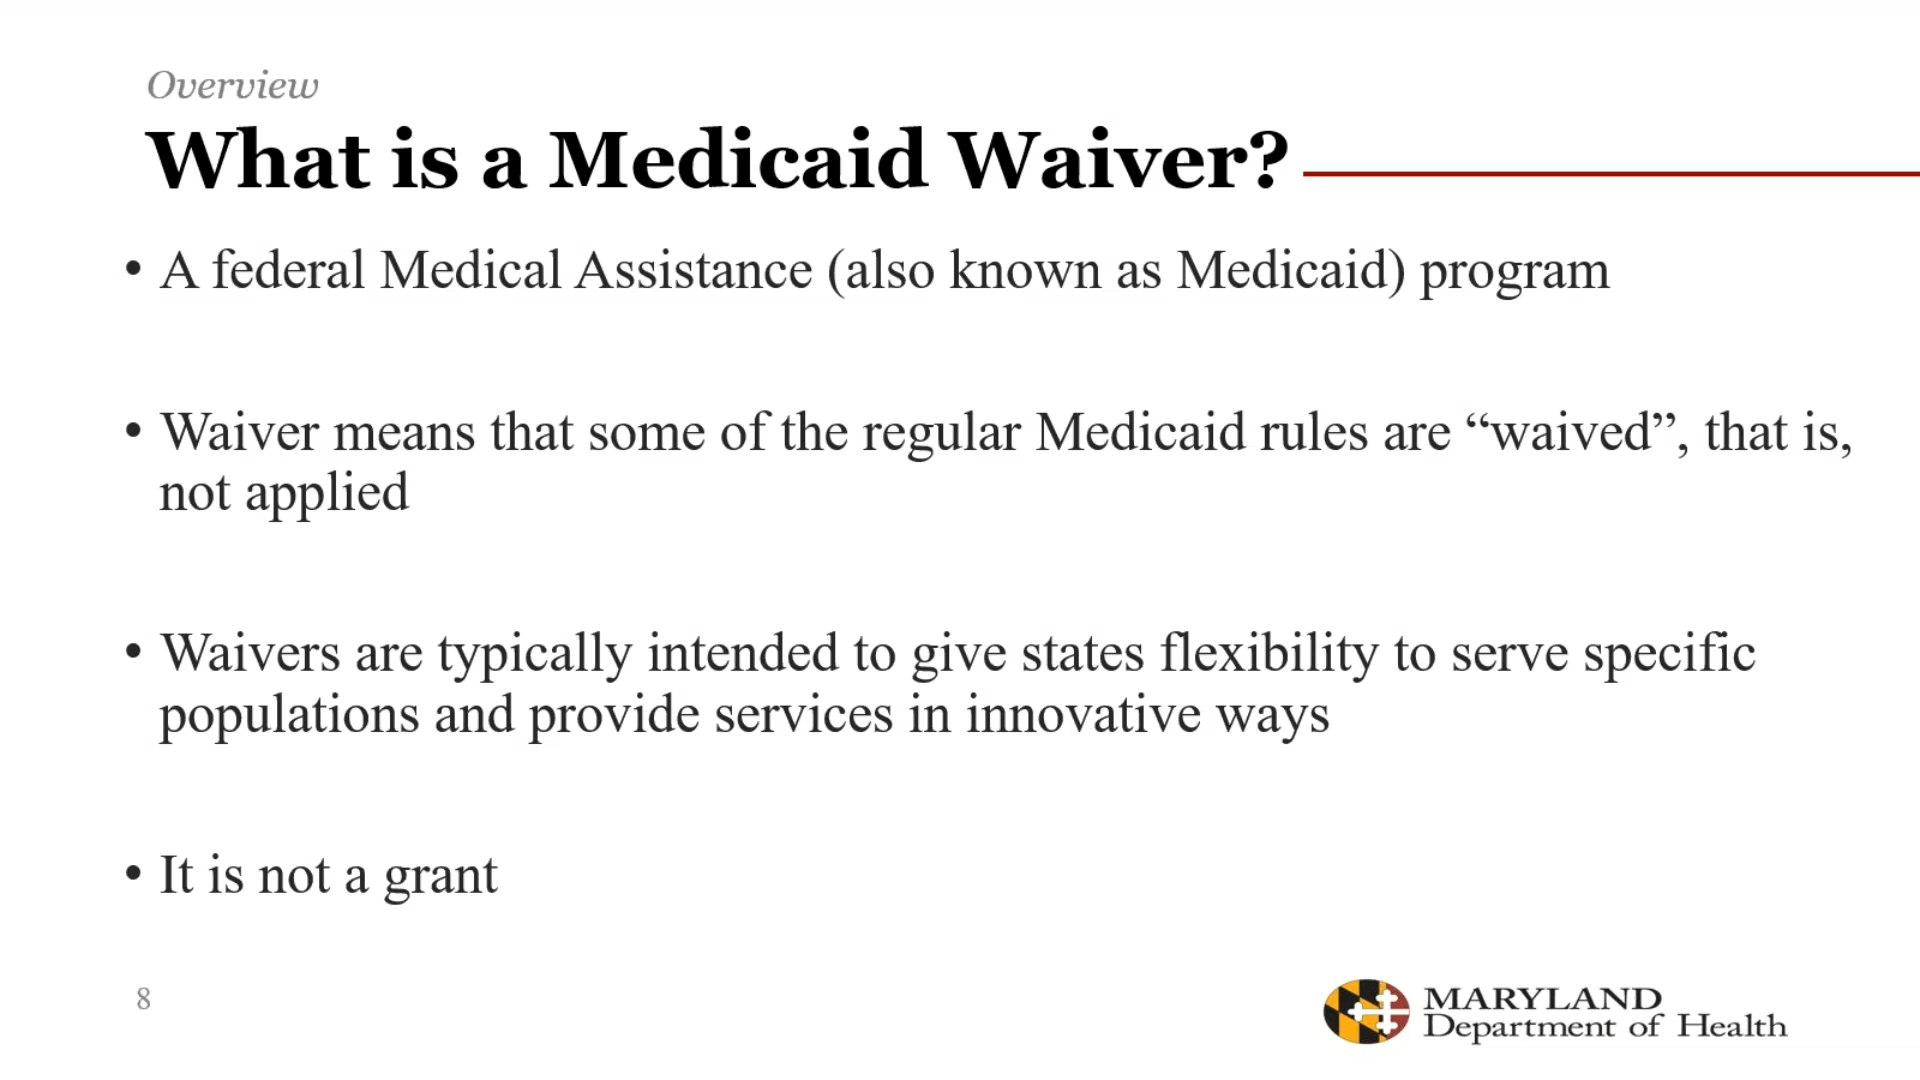 Overview
What is a Medicaid Waiver?
• A federal Medical Assistance (also known as Medicaid) program
• Waiver means that some of the regular Medicaid rules are “waived”, that is,
not applied
• Waivers are typically intended to give states flexibility to serve specific
populations and provide services in innovative ways
• It is not a grant
8
MARYLAND
Department of Health